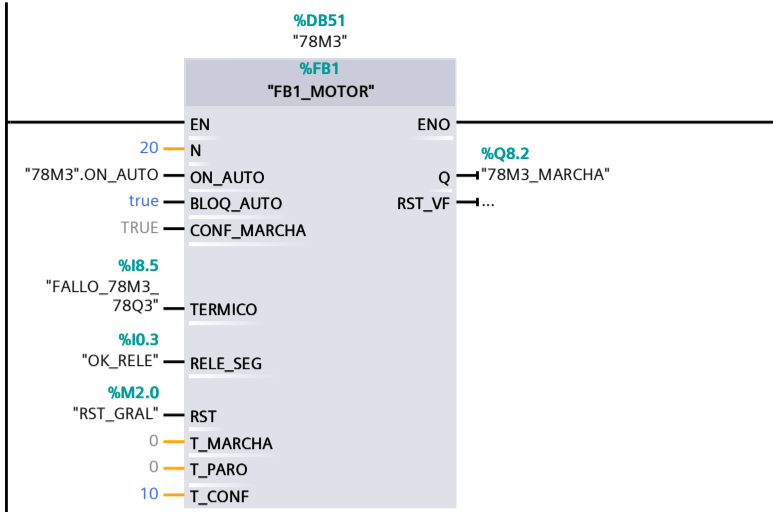 %DB51
"78M3"
%FB1
"FB1_MOTOR"
EN ENO
20 N
%Q8.2
"78M3".ON_AUTO ON_AUTO Q "78M3_MARCHA"
true BLOQ_AUTO RST_VF ...
TRUE CONF_MARCHA
%I8.5
"FALLO_78M3_
78Q3" TERMICO
%I0.3
"OK_RELE" RELE_SEG
%M2.0
"RST_GRAL" RST
0 T_MARCHA
0 T_PARO
10 T_CONF